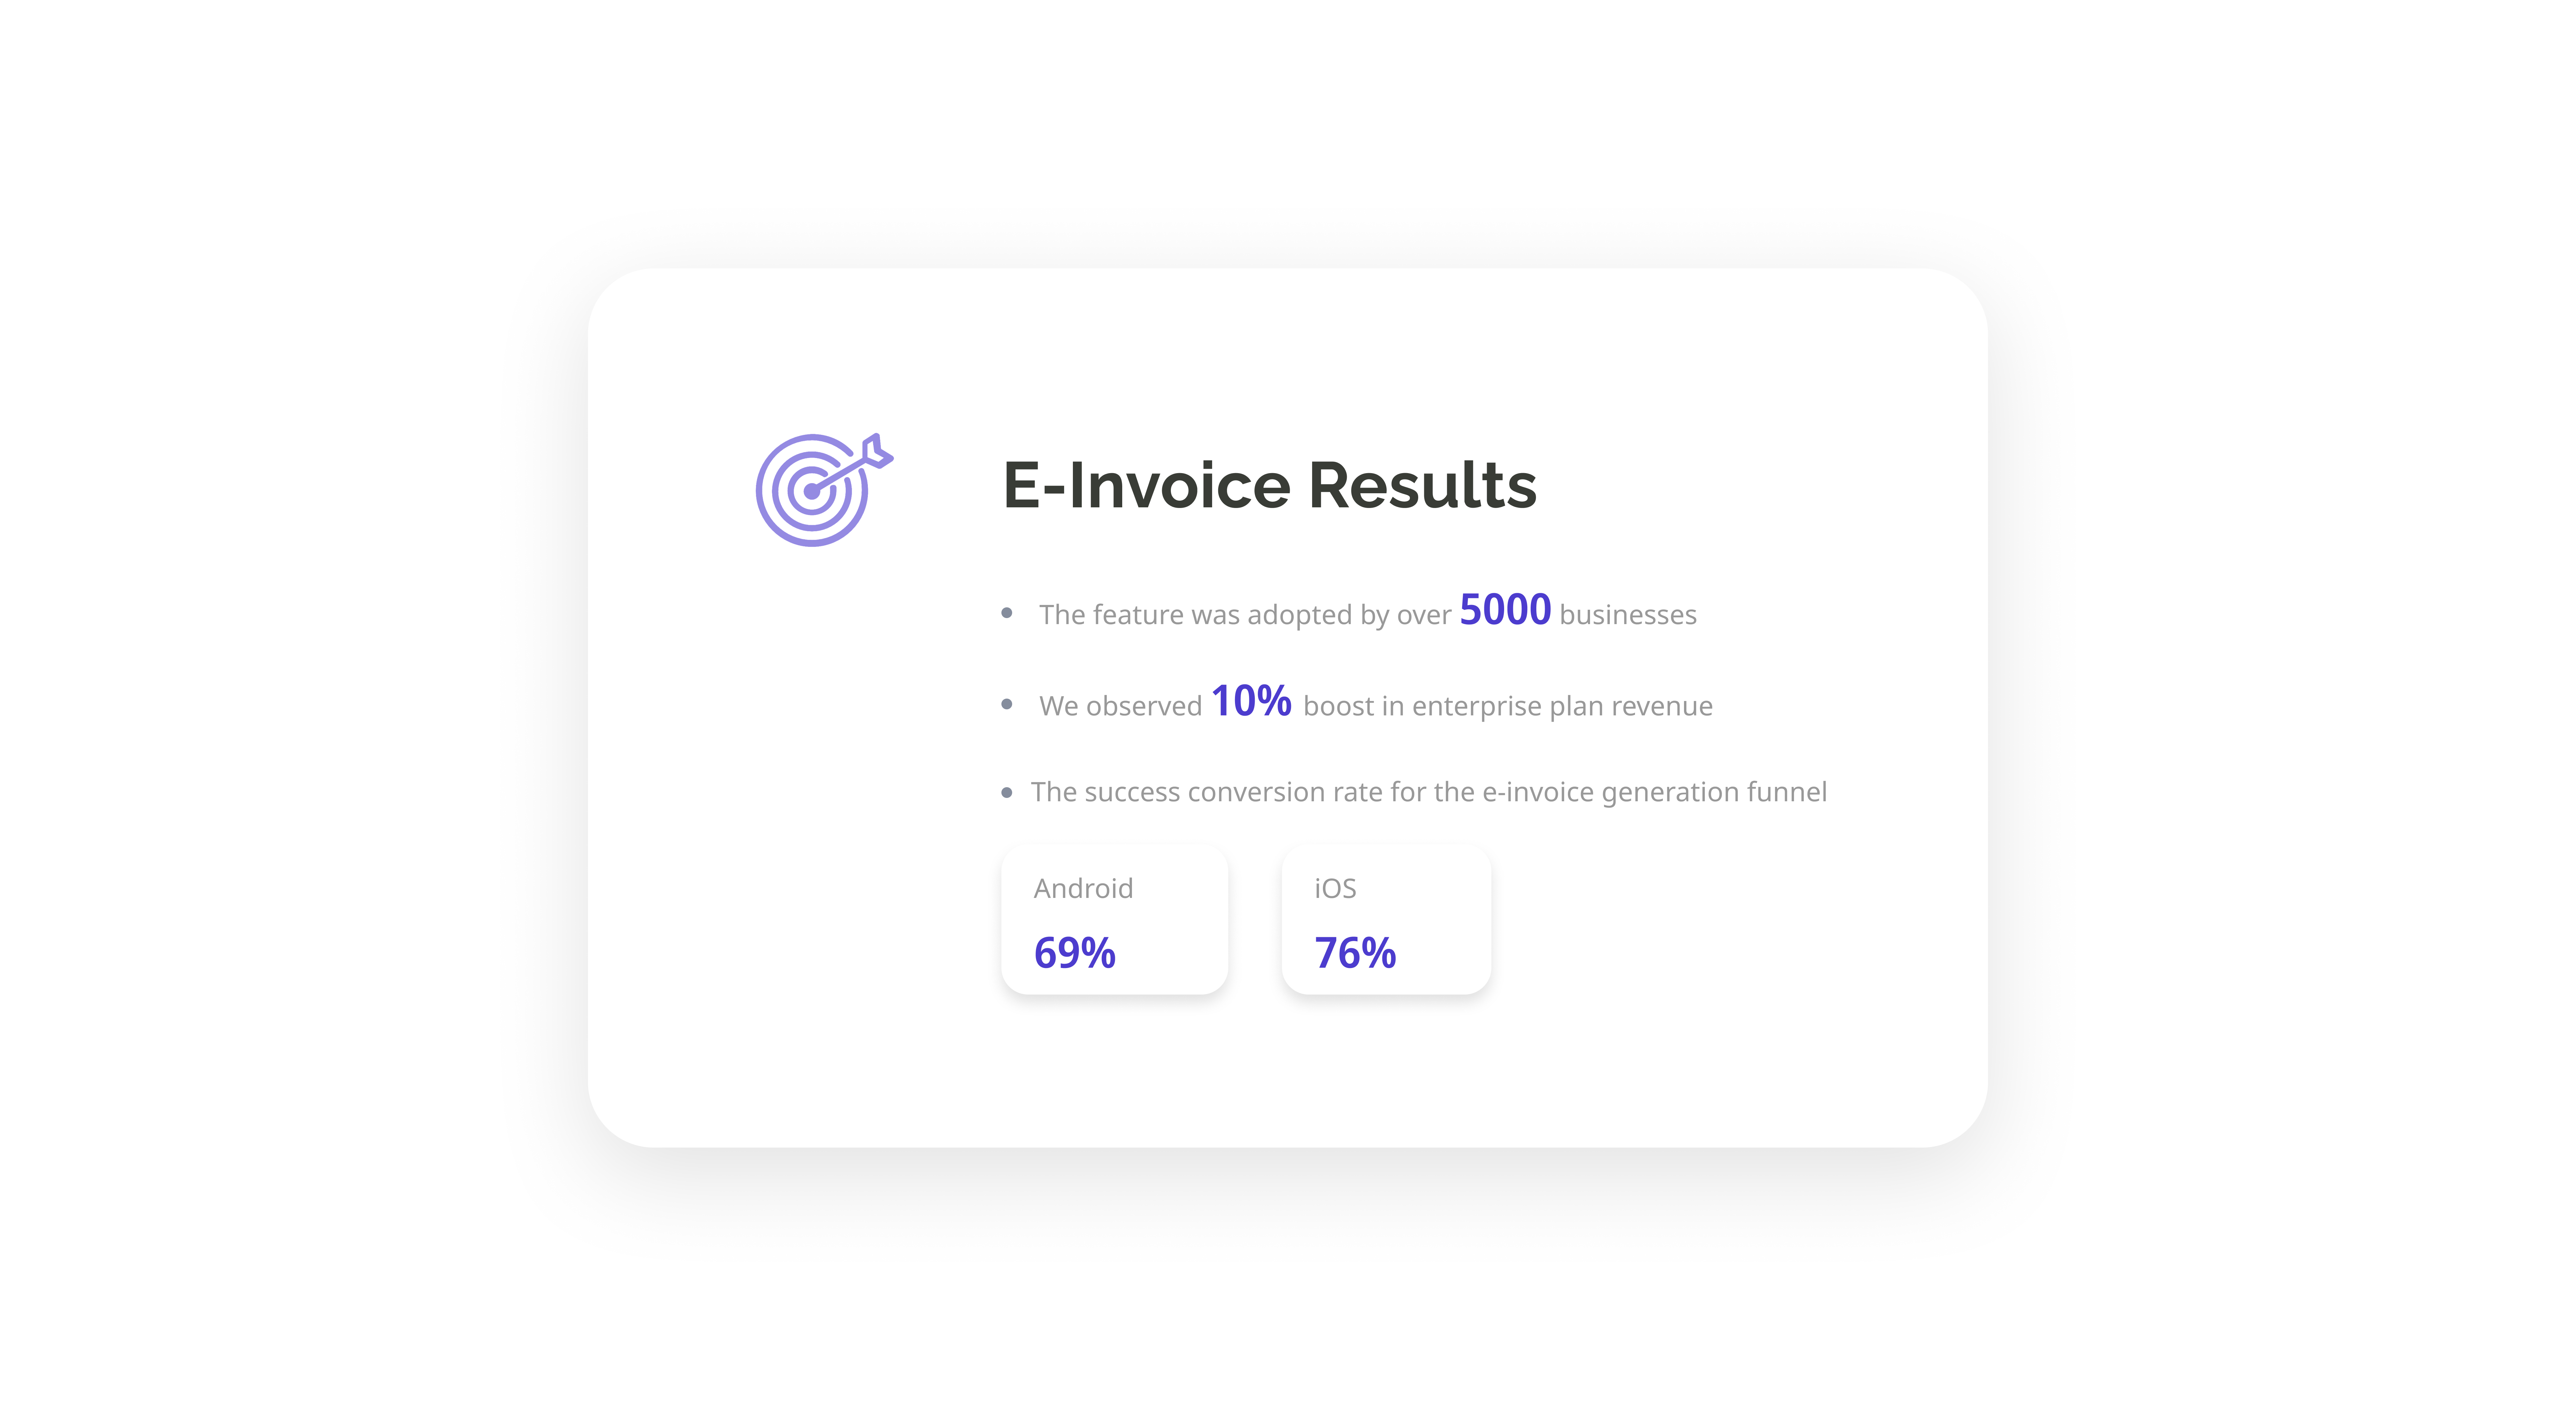 E-Invoice Results
The feature was adopted by over 5000 businesses
We observed 10% boost in enterprise plan revenue
The success conversion rate for the e-invoice generation funnel
Android
69%
iOS
76%